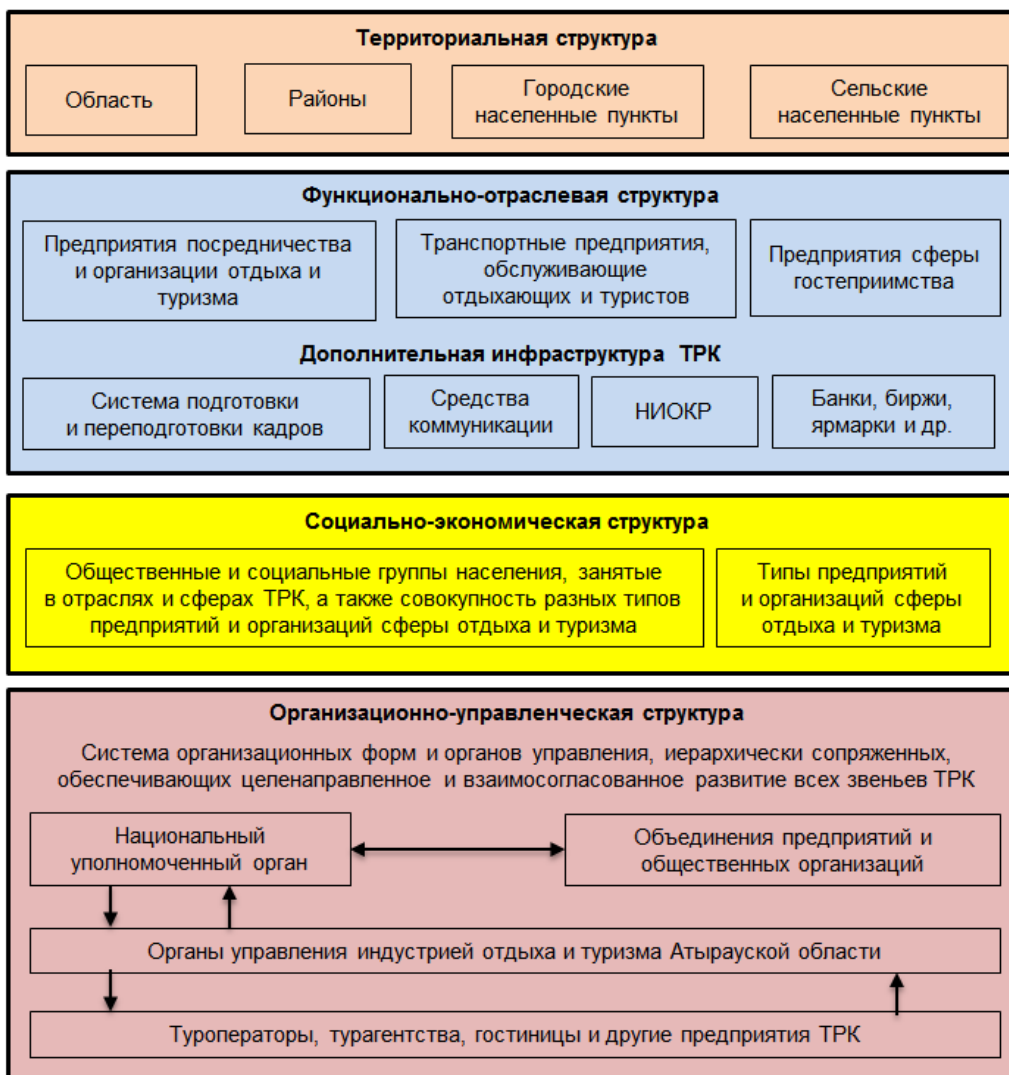 Территориальная структура
Область
Районы
Городские
населенные пункты
Сельские
населенные пункты
Функционально-отраслевая структура
Предприятия посредничества
и организации отдыха и
туризма
Транспортные предприятия,
обслуживающие
отдыхающих и туристов
Предприятия сферы
гостеприимства
Дополнительная инфраструктура ТРК
Система подготовки
и переподготовки кадров
Средства
коммуникации
НИОКР
Банки, биржи,
ярмарки и др.
Социально-экономическая структура
Общественные и социальные группы населения, занятые
в отраслях и сферах ТРК, а также совокупность разных типов
предприятий и организаций сферы отдыха и туризма
Типы предприятий
и организаций сферы
отдыха и туризма
Организационно-управленческая структура
Система организационных форм и органов управления, иерархически сопряженных,
обеспечивающих целенаправленное и взаимосогласованное развитие всех звеньев ТРК
Национальный
уполномоченный орган
Объединения предприятий и
общественных организаций
Органы управления индустрией отдыха и туризма Атырауской области
Туроператоры, турагентства, гостиницы и другие предприятия ТРК